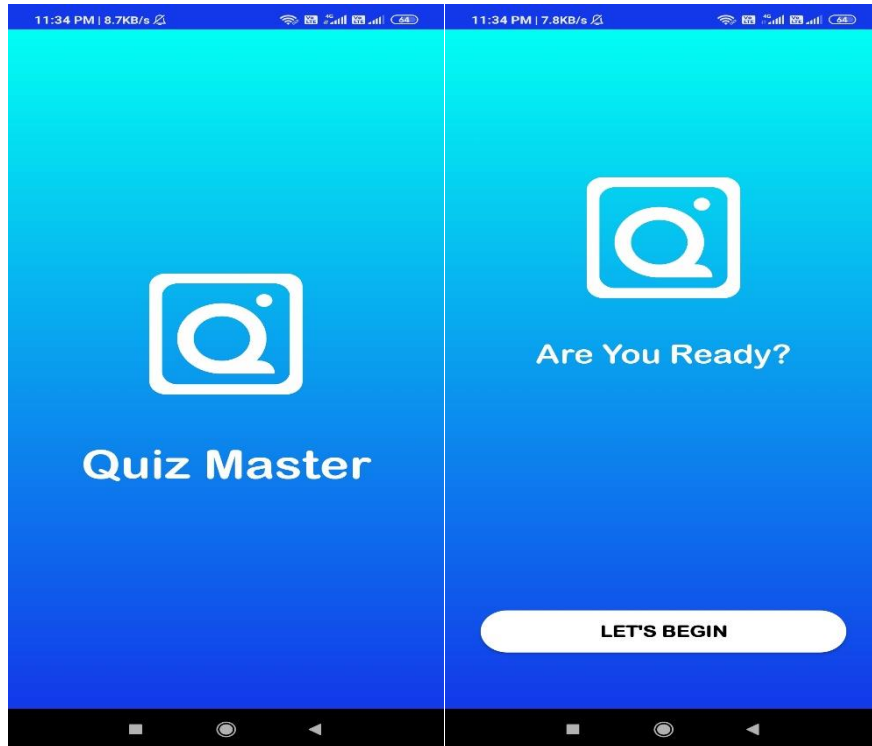 11:34 PM | 8.7KB/s
64
Quiz Master
11:34 PM | 7.8KB/s
64
Are You Ready?
LET'S BEGIN